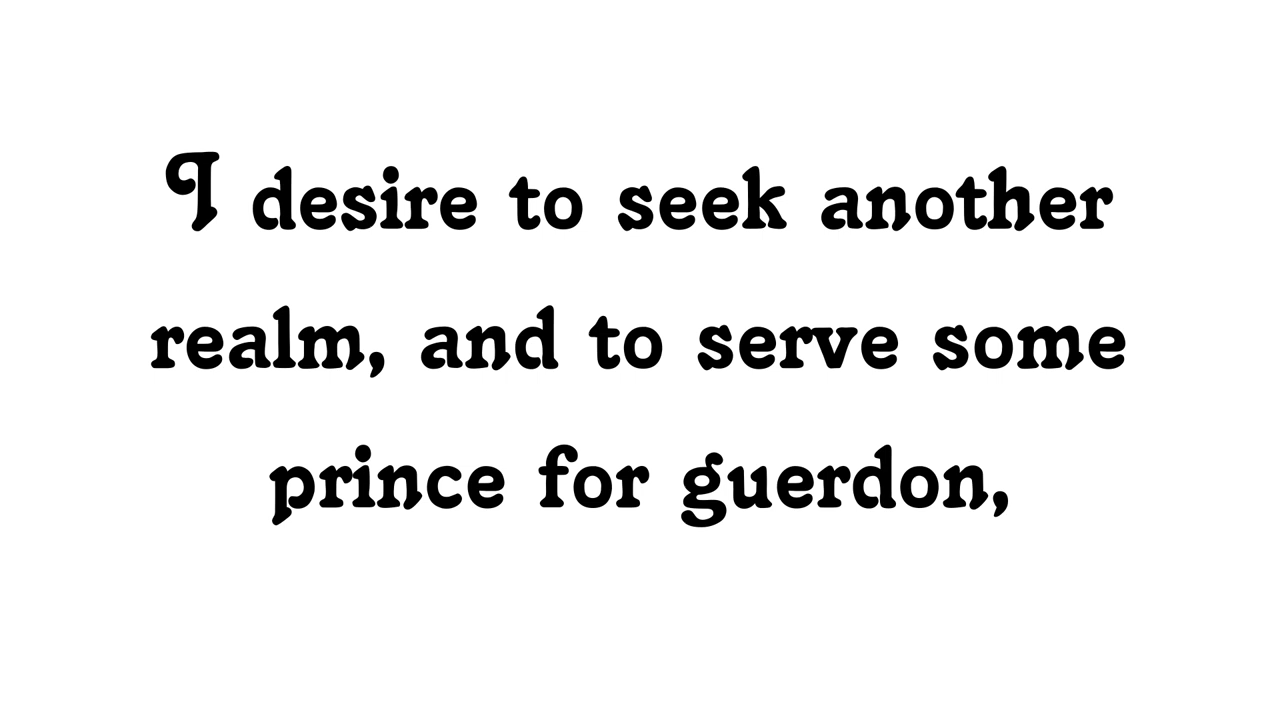 I desire to seek another
realm, and to serve some
prince for guerdon,